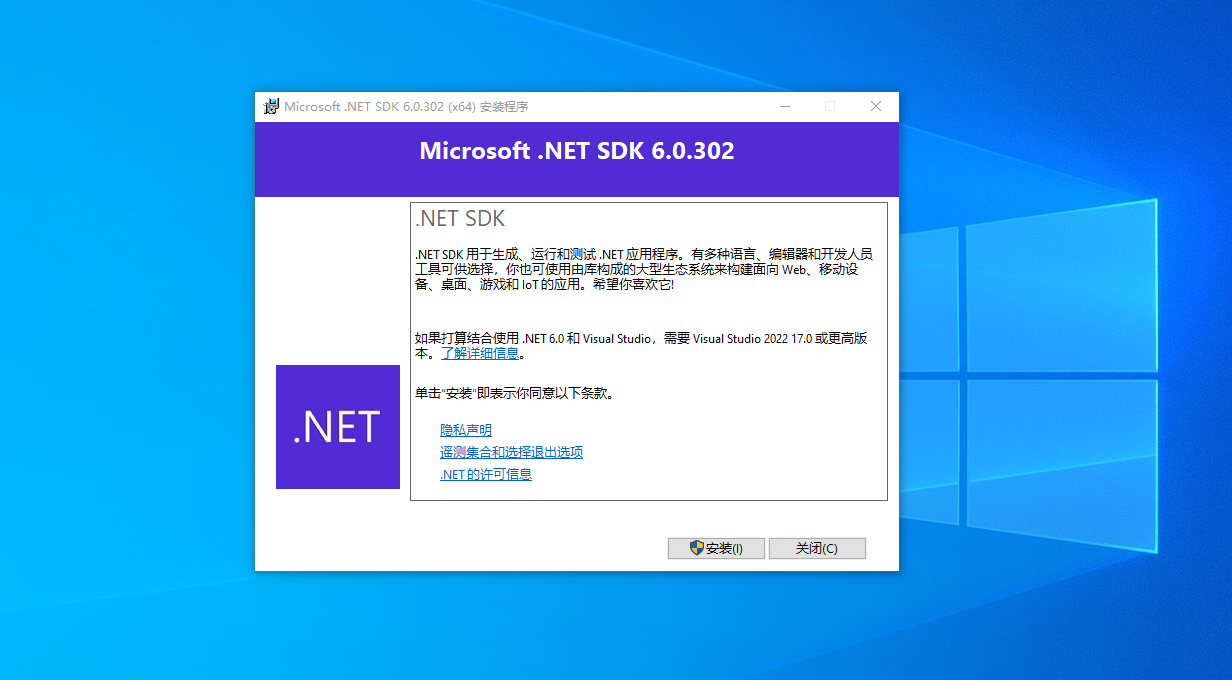 Microsoft .NET SDK 6.0.302 (x64) 安装程序
Microsoft .NET SDK 6.0.302
.NET SDK
.NET SDK 用于生成、运行和测试 .NET 应用程序。有多种语言、编辑器和开发人员
工具可供选择，你也可使用由库构成的大型生态系统来构建面向 Web、移动设
备、桌面、游戏和 IoT 的应用。希望你喜欢它!
如果打算结合使用 .NET 6.0 和 Visual Studio，需要 Visual Studio 2022 17.0 或更高版
本。了解详细信息。
单击"安装"即表示你同意以下条款。
.NET
隐私声明
遥测集合和选择退出选项
.NET 的许可信息
安装(I)
关闭(C)